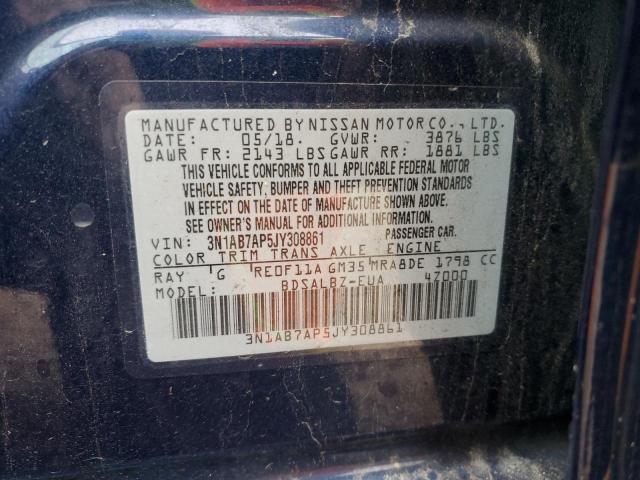 MANUFACTURED BY NISSAN MOTOR CO., LTD.
DATE: 05/18. GVWR: 3876 LBS
GAWR FR: 2143 LBS GAWR RR: 1881 LBS
THIS VEHICLE CONFORMS TO ALL APPLICABLE FEDERAL MOTOR
VEHICLE SAFETY, BUMPER AND THEFT PREVENTION STANDARDS
IN EFFECT ON THE DATE OF MANUFACTURE SHOWN ABOVE.
SEE OWNER'S MANUAL FOR ADDITIONAL INFORMATION.
VIN: 3N1AB7AP5JY308861 PASSENGER CAR.
COLOR TRIM TRANS AXLE ENGINE
RAY G RE0F11A GM35 MRA8DE 1798 CC
MODEL: BDSALBZ-EUA 4Z000
3N1AB7AP5JY308861